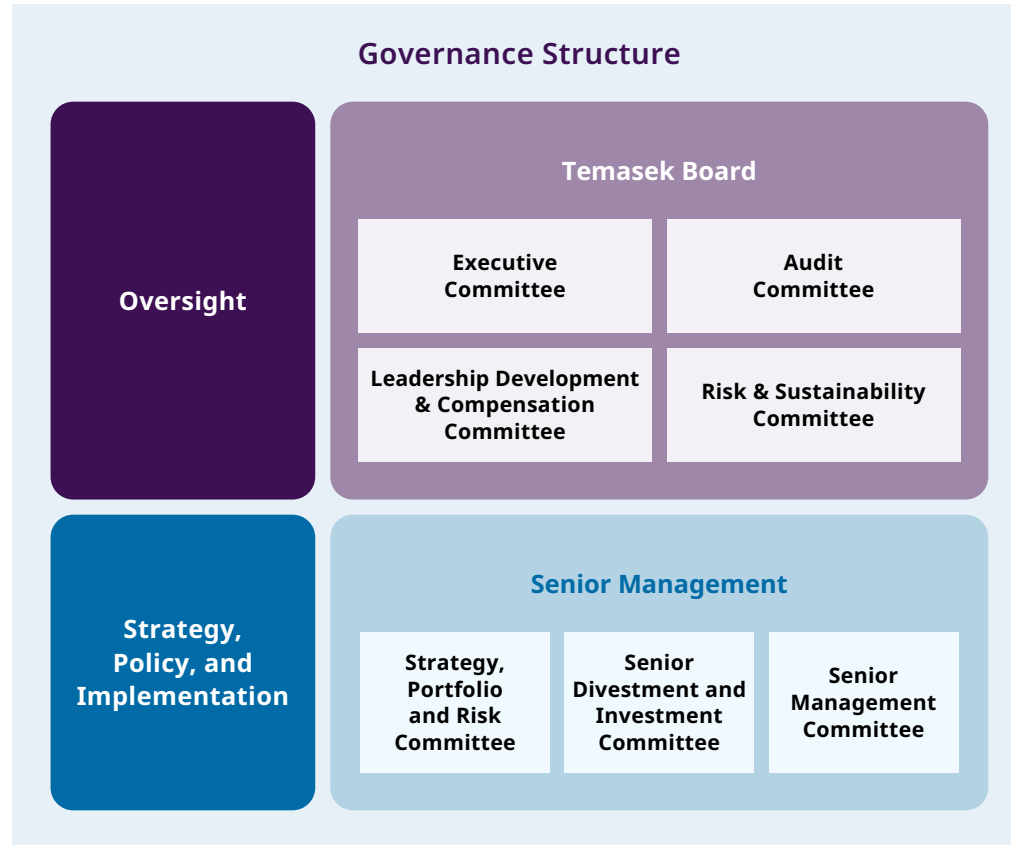 Governance Structure
Oversight
Temasek Board
Executive
Committee
Audit
Committee
Leadership Development
& Compensation
Committee
Risk & Sustainability
Committee
Strategy,
Policy, and
Implementation
Senior Management
Strategy,
Portfolio
and Risk
Committee
Senior
Divestment and
Investment
Committee
Senior
Management
Committee